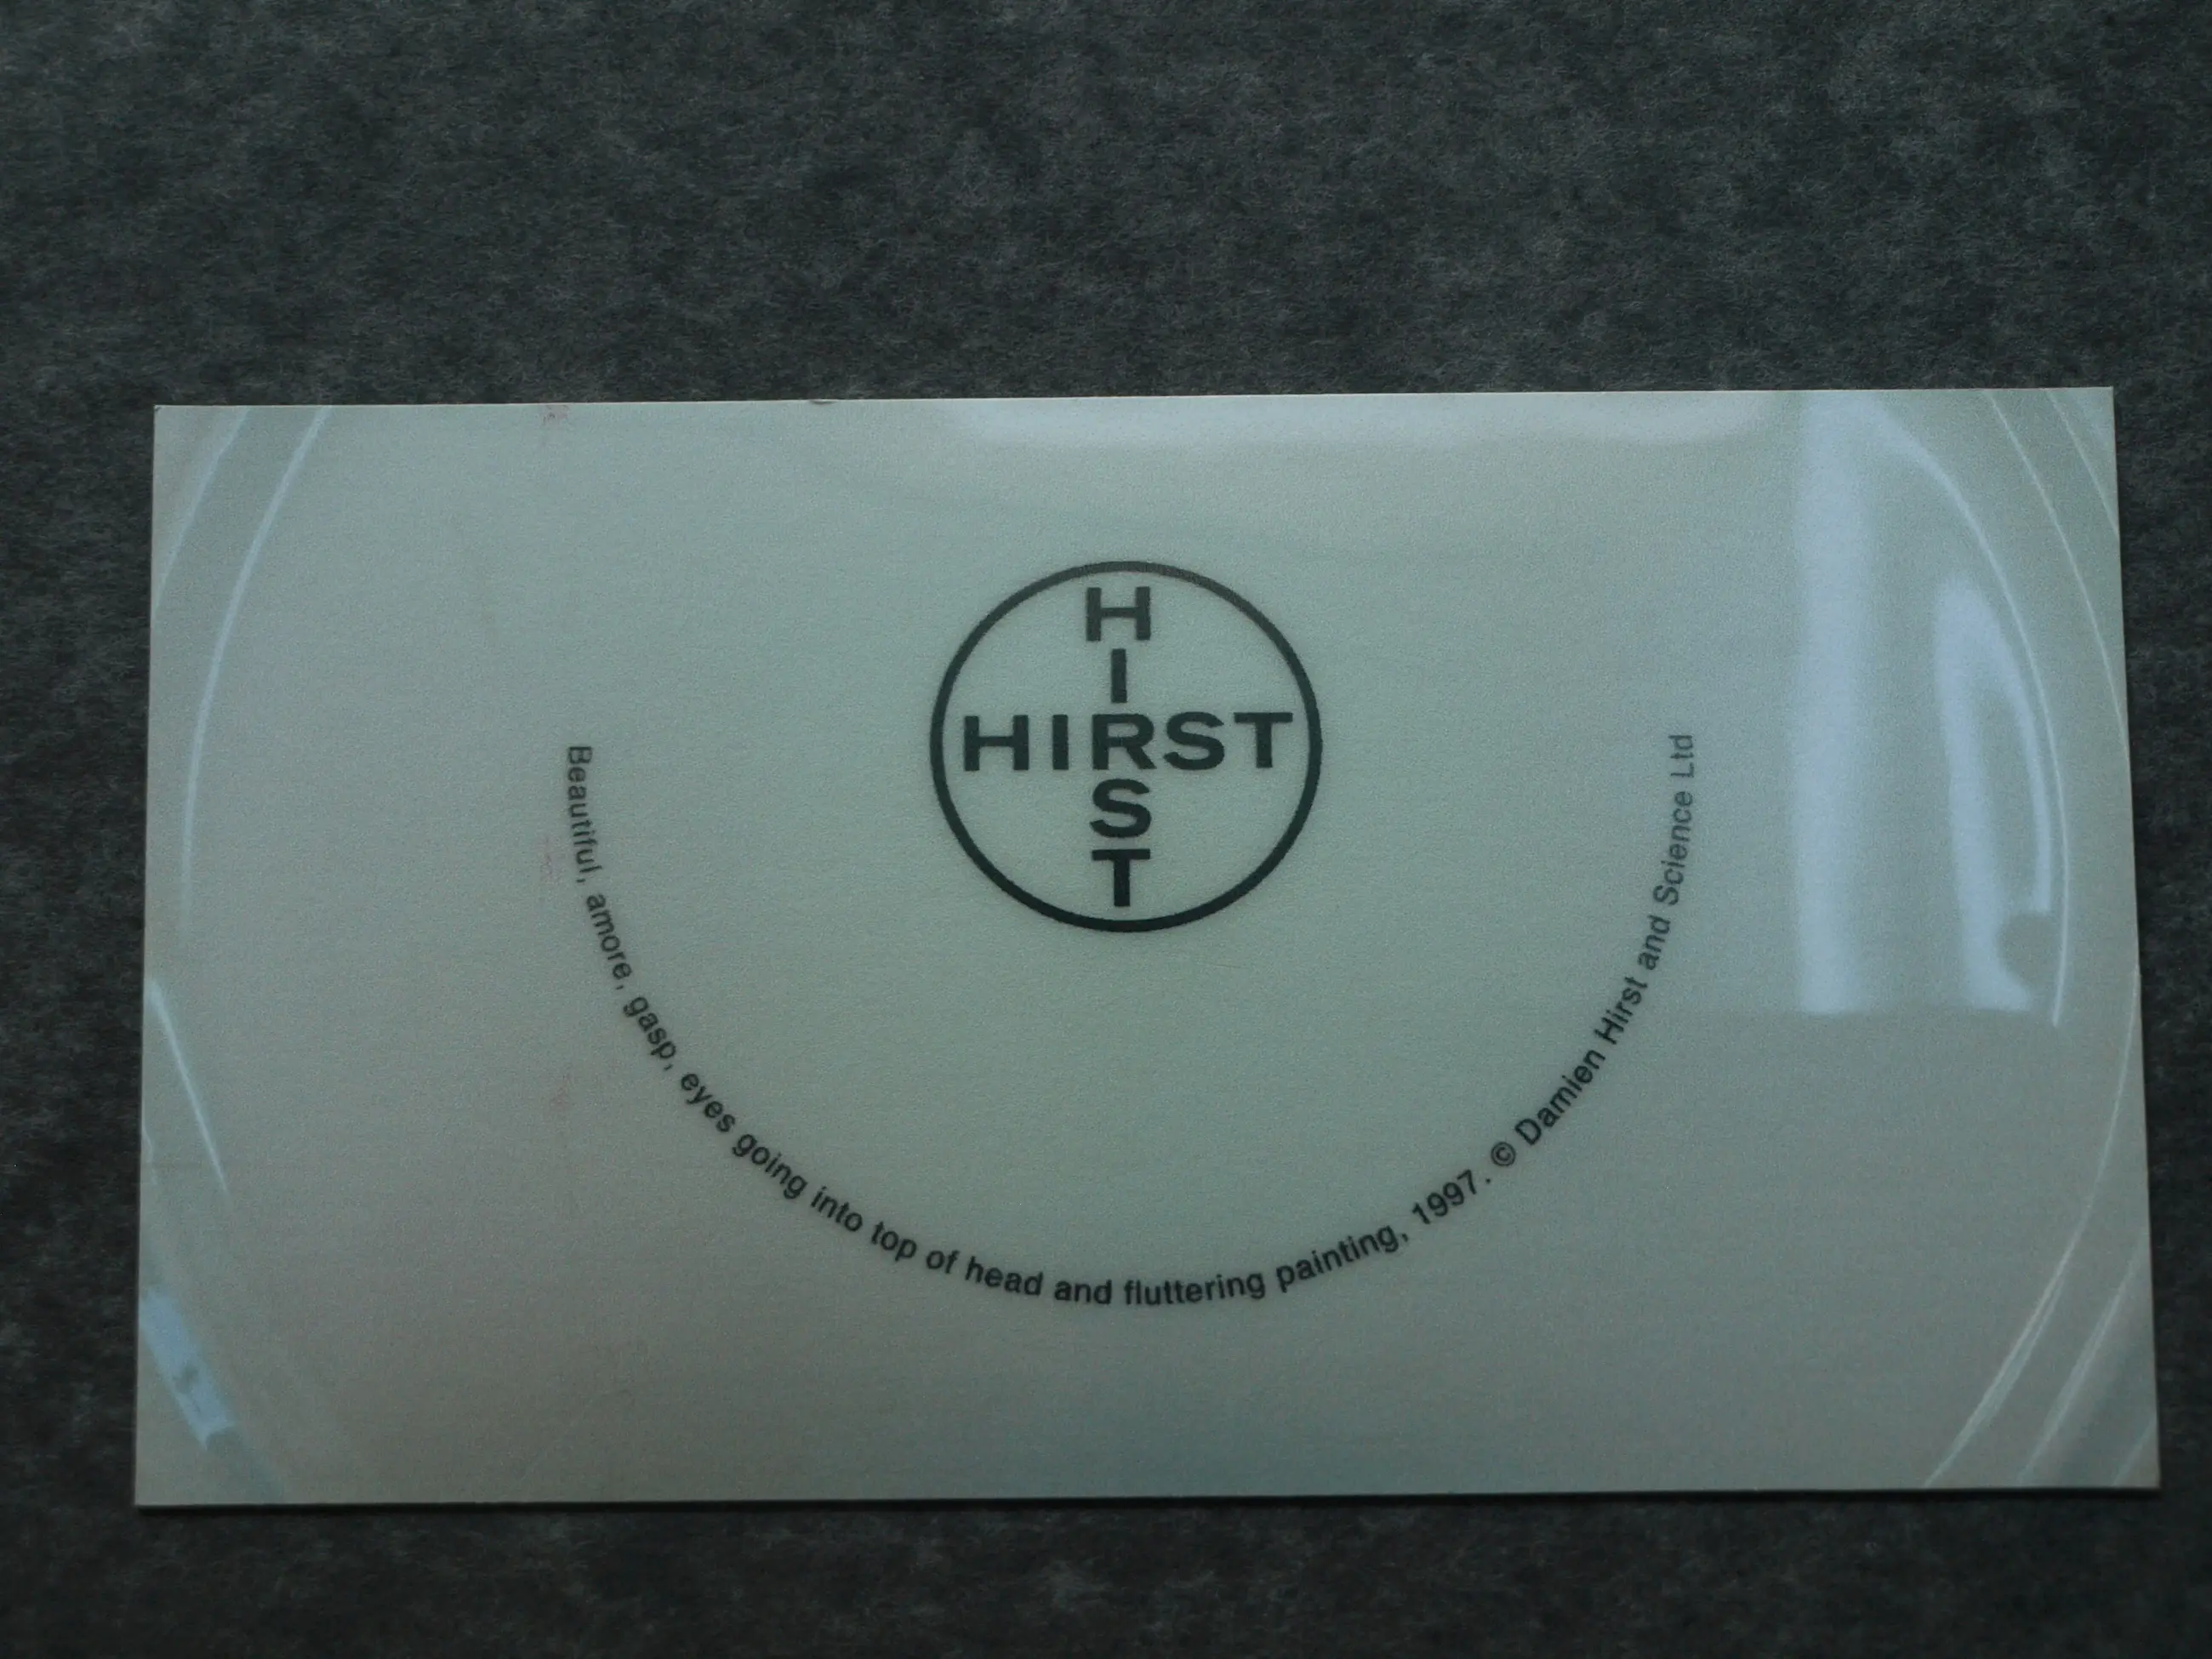 H
I
HIRST
S
T
Beautiful, amore, gasp, eyes going into top of head and fluttering painting, 1997. © Damien Hirst and Science Ltd